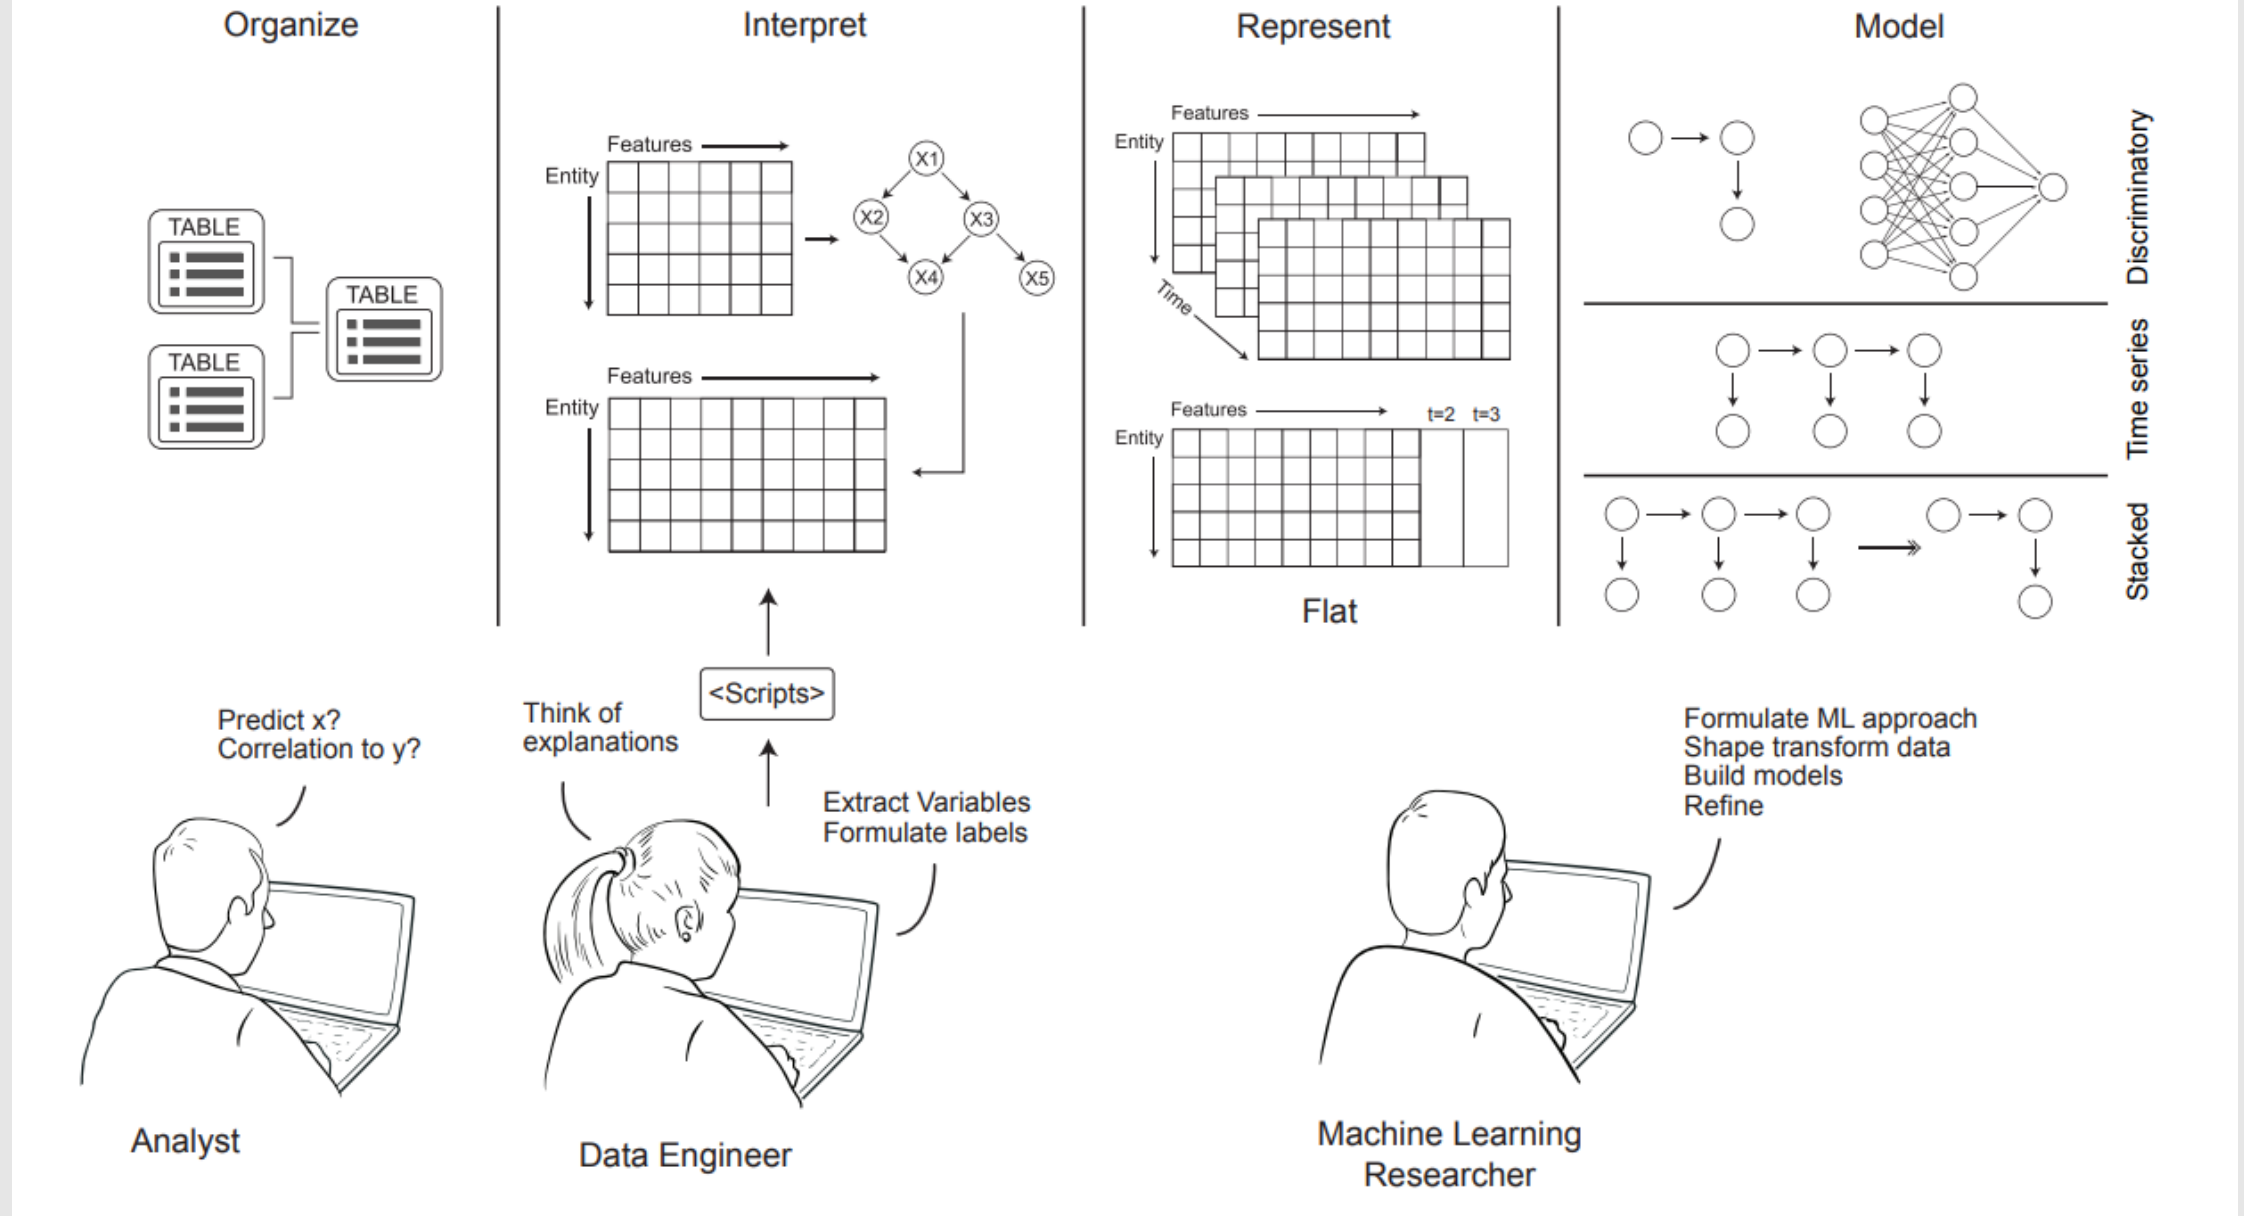 Organize
Interpret
Represent
Model
TABLE
TABLE
TABLE
Features
Entity
X1
X2
X3
X4
X5
Features
Entity
<Scripts>
Features
Entity
Time
Features
t=2
t=3
Entity
Flat
Discriminatory
Time series
Stacked
Predict x?
Correlation to y?
Think of
explanations
Extract Variables
Formulate labels
Formulate ML approach
Shape transform data
Build models
Refine
Analyst
Data Engineer
Machine Learning
Researcher